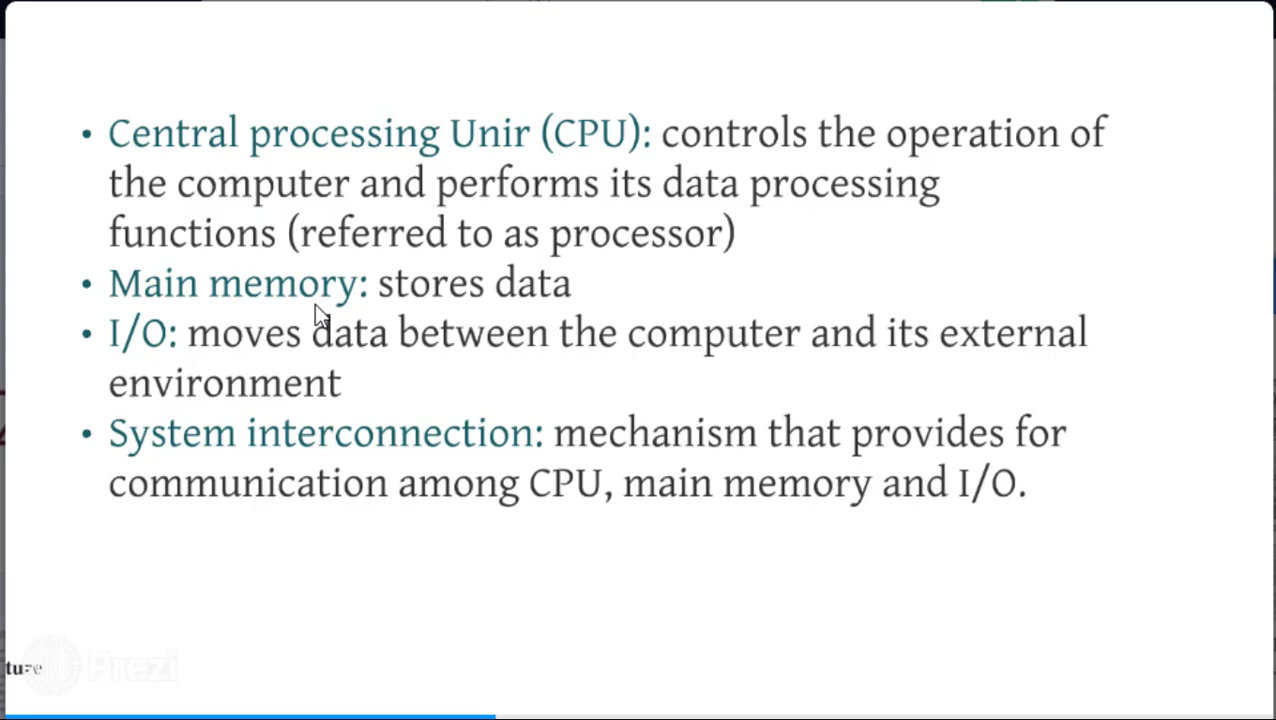 • Central processing Unir (CPU): controls the operation of
the computer and performs its data processing
functions (referred to as processor)
• Main memory: stores data
• I/O: moves data between the computer and its external
environment
• System interconnection: mechanism that provides for
communication among CPU, main memory and I/O.
ture
Prezi